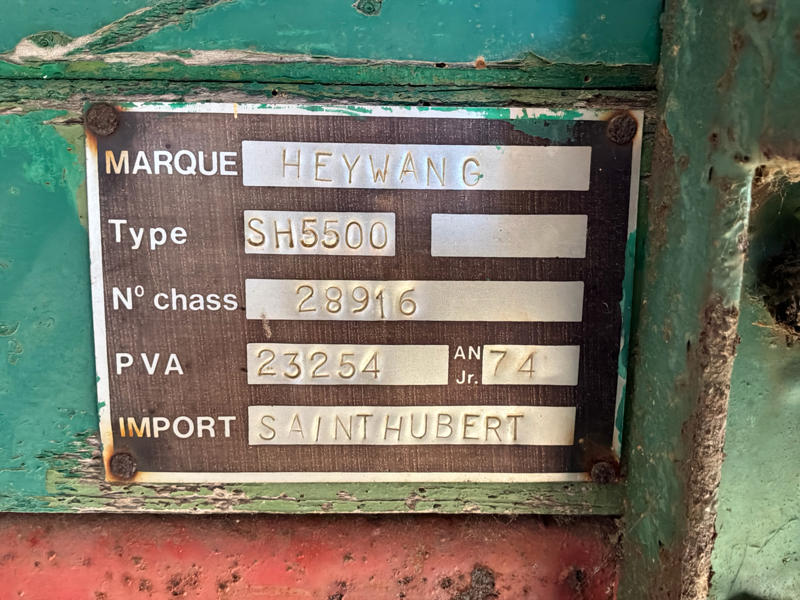 MARQUE HEYWANG
Type SH5500
Nº chass 28916
PVA 23254 AN Jr. 74
IMPORT SAINTHUBERT